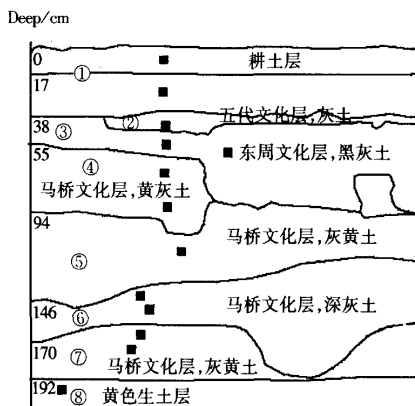 Deep/cm
0
耕土层
①
17
② 五代文化层,灰土
38
③
东周文化层,黑灰土
55
④
马桥文化层,黄灰土
94
马桥文化层,灰黄土
⑤
马桥文化层,深灰土
146
⑥
170
⑦
马桥文化层,灰黄土
192
⑧ 黄色生土层